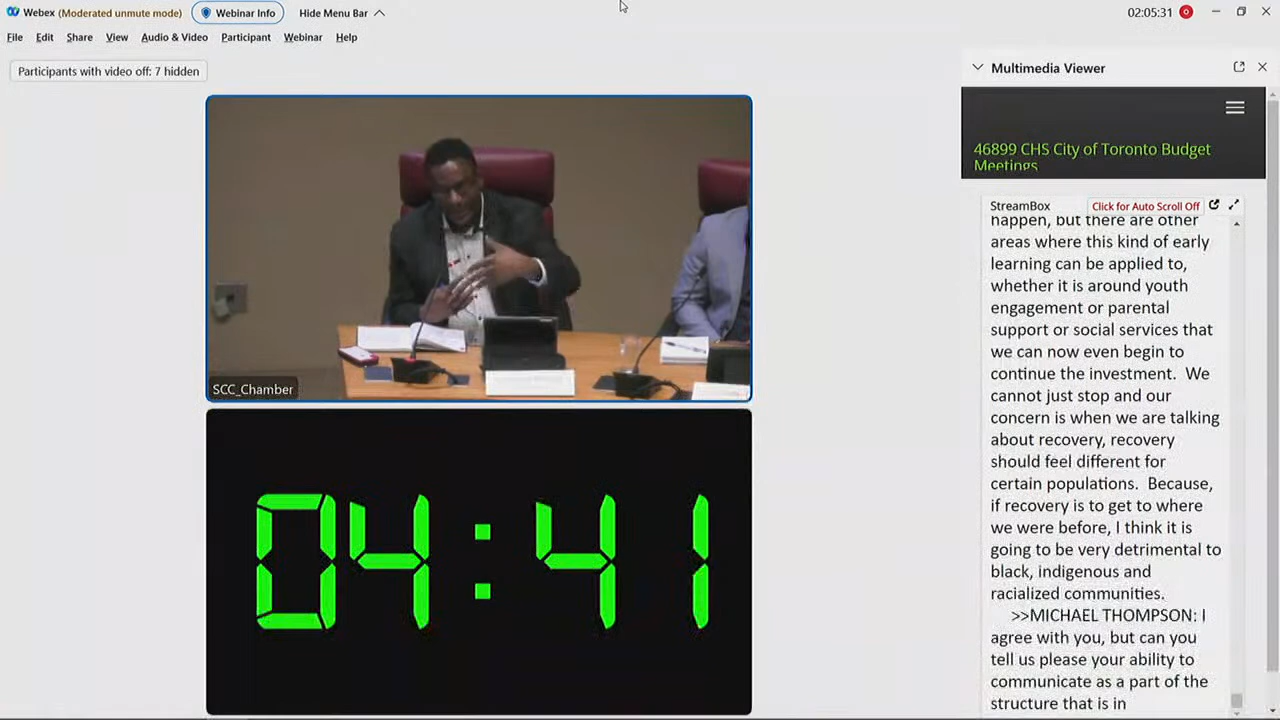 Webex (Moderated unmute mode) Webinar Info Hide Menu Bar 02:05:31
File Edit Share View Audio & Video Participant Webinar Help
Participants with video off: 7 hidden
SCC_Chamber
04:41
Multimedia Viewer
46899 CHS City of Toronto Budget
Meetings
StreamBox Click for Auto Scroll Off
happen, but there are other
areas where this kind of early
learning can be applied to,
whether it is around youth
engagement or parental
support or social services that
we can now even begin to
continue the investment. We
cannot just stop and our
concern is when we are talking
about recovery, recovery
should feel different for
certain populations. Because,
if recovery is to get to where
we were before, I think it is
going to be very detrimental to
black, indigenous and
racialized communities.
>>MICHAEL THOMPSON: I
agree with you, but can you
tell us please your ability to
communicate as a part of the
structure that is in